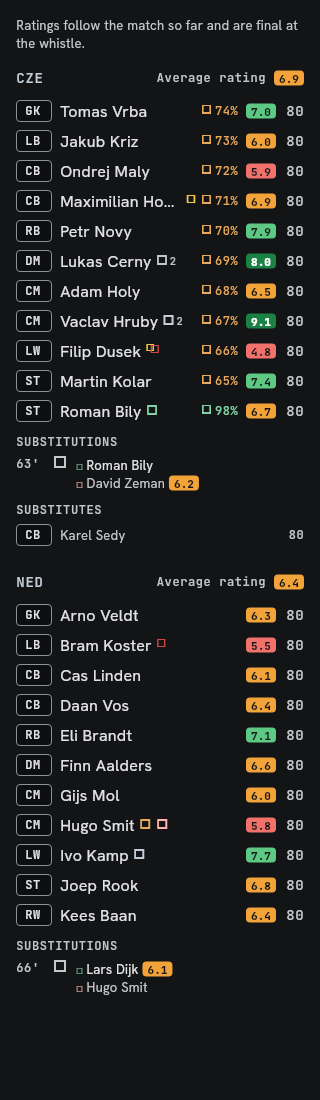 Ratings follow the match so far and are final at
the whistle.
CZE Average rating 6.9
GK Tomas Vrba 74% 7.0 80
LB Jakub Kriz 73% 6.0 80
CB Ondrej Maly 72% 5.9 80
CB Maximilian Ho... 71% 6.9 80
RB Petr Novy 70% 7.9 80
DM Lukas Cerny 2 69% 8.0 80
CM Adam Holy 68% 6.5 80
CM Vaclav Hruby 2 67% 9.1 80
LW Filip Dusek 66% 4.8 80
ST Martin Kolar 65% 7.4 80
ST Roman Bily 98% 6.7 80
SUBSTITUTIONS
63' Roman Bily
David Zeman 6.2
SUBSTITUTES
CB Karel Sedy 80
NED Average rating 6.4
GK Arno Veldt 6.3 80
LB Bram Koster 5.5 80
CB Cas Linden 6.1 80
CB Daan Vos 6.4 80
RB Eli Brandt 7.1 80
DM Finn Aalders 6.6 80
CM Gijs Mol 6.0 80
CM Hugo Smit 5.8 80
LW Ivo Kamp 7.7 80
ST Joep Rook 6.8 80
RW Kees Baan 6.4 80
SUBSTITUTIONS
66' Lars Dijk 6.1
Hugo Smit